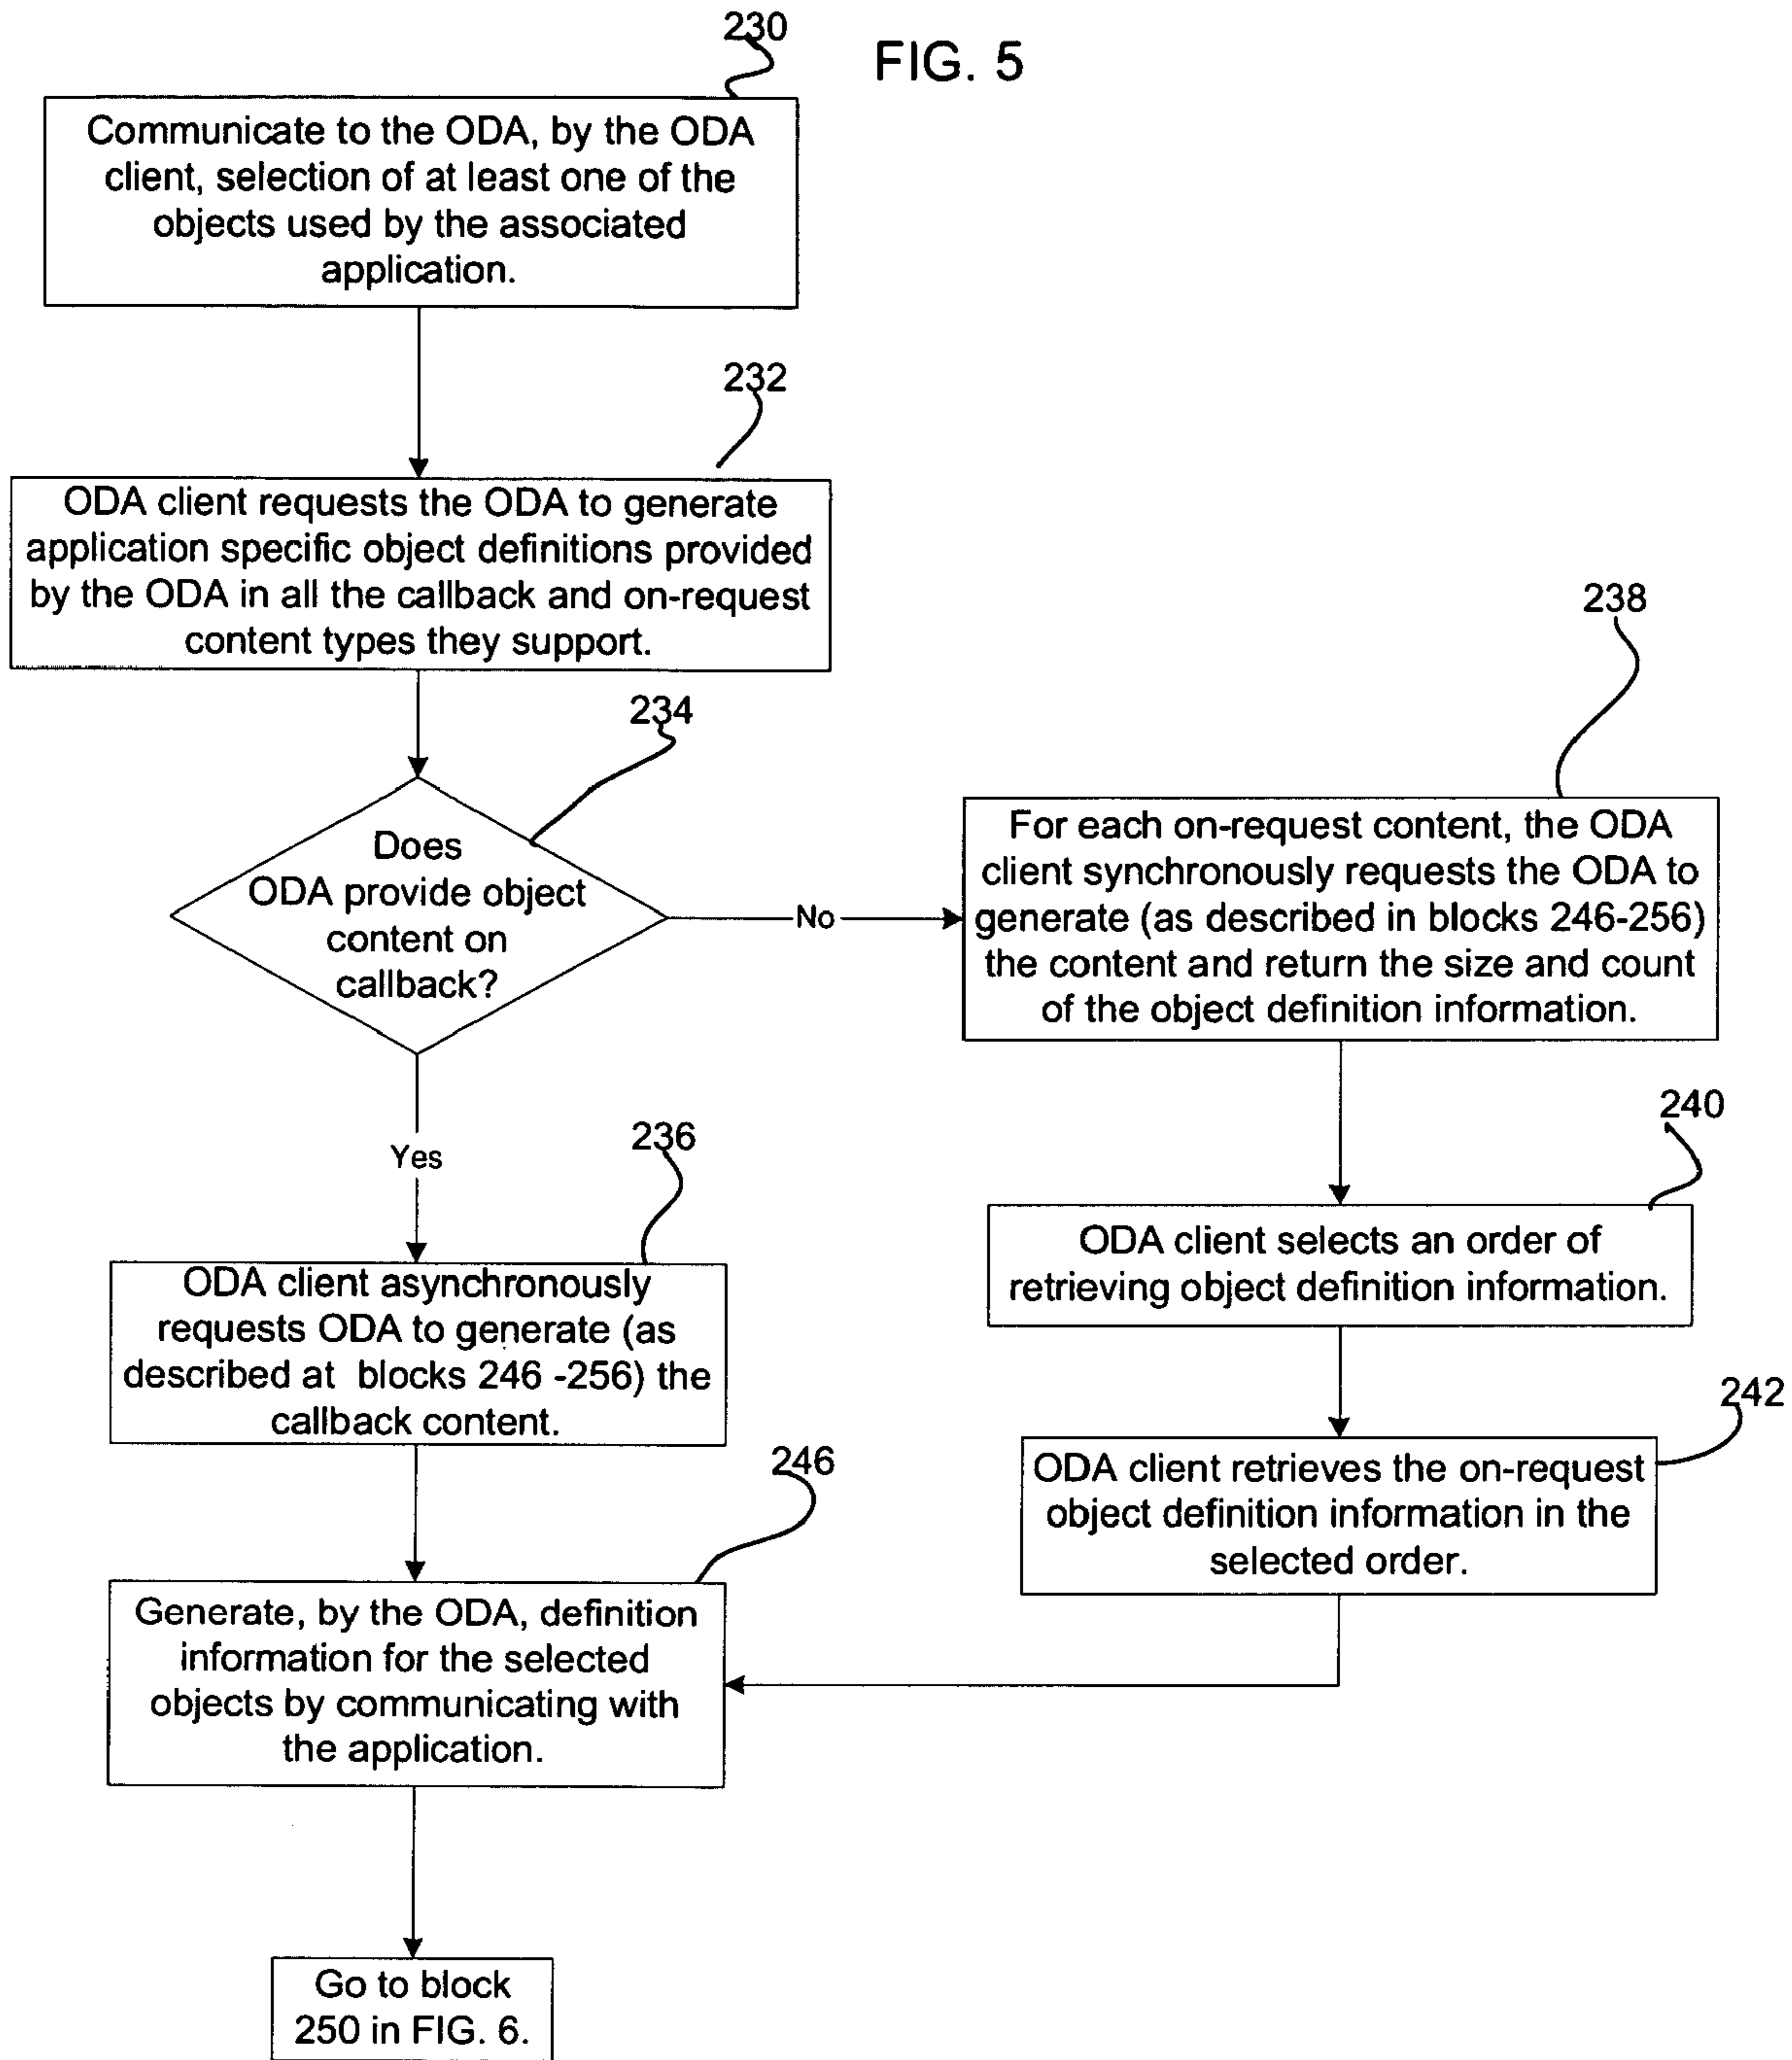 230
FIG. 5
Communicate to the ODA, by the ODA
client, selection of at least one of the
objects used by the associated
application.
232
ODA client requests the ODA to generate
application specific object definitions provided
by the ODA in all the callback and on-request
content types they support.
234
Does
ODA provide object
content on
callback?
No
238
For each on-request content, the ODA
client synchronously requests the ODA to
generate (as described in blocks 246-256)
the content and return the size and count
of the object definition information.
Yes
236
ODA client asynchronously
requests ODA to generate (as
described at blocks 246 -256) the
callback content.
240
ODA client selects an order of
retrieving object definition information.
242
ODA client retrieves the on-request
object definition information in the
selected order.
246
Generate, by the ODA, definition
information for the selected
objects by communicating with
the application.
Go to block
250 in FIG. 6.